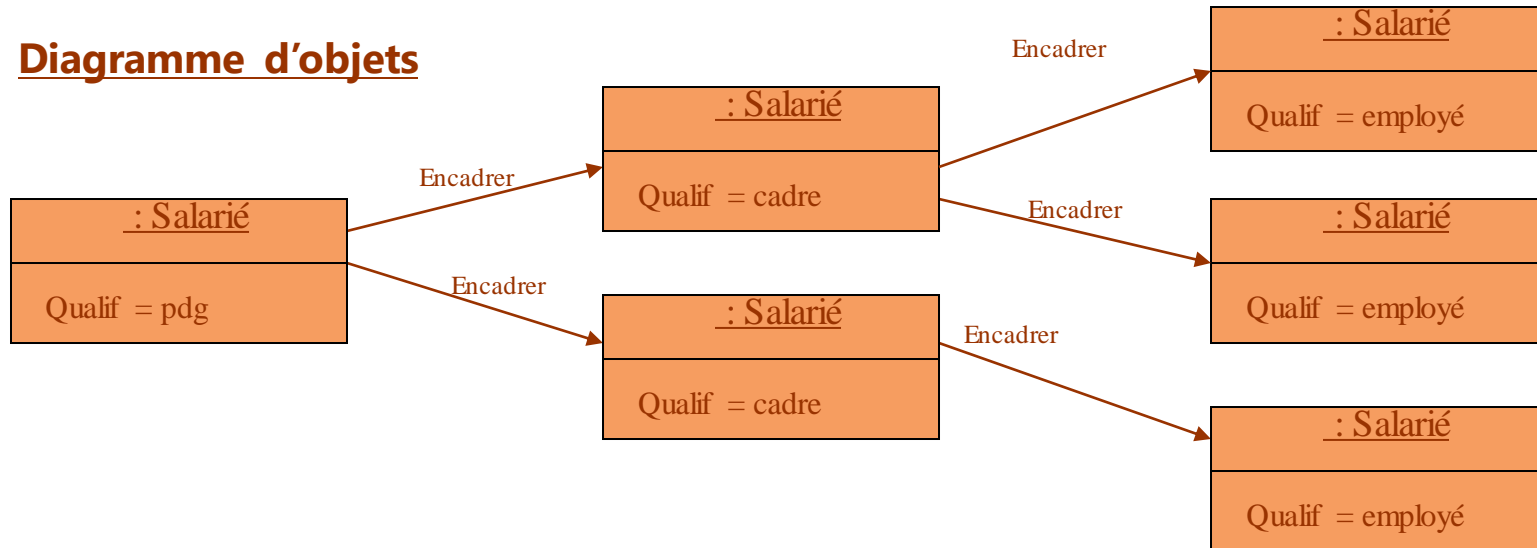 Diagramme d’objets
: Salarié
Qualif = pdg
Encadrer
Encadrer
: Salarié
Qualif = cadre
: Salarié
Qualif = cadre
Encadrer
Encadrer
Encadrer
: Salarié
Qualif = employé
: Salarié
Qualif = employé
: Salarié
Qualif = employé